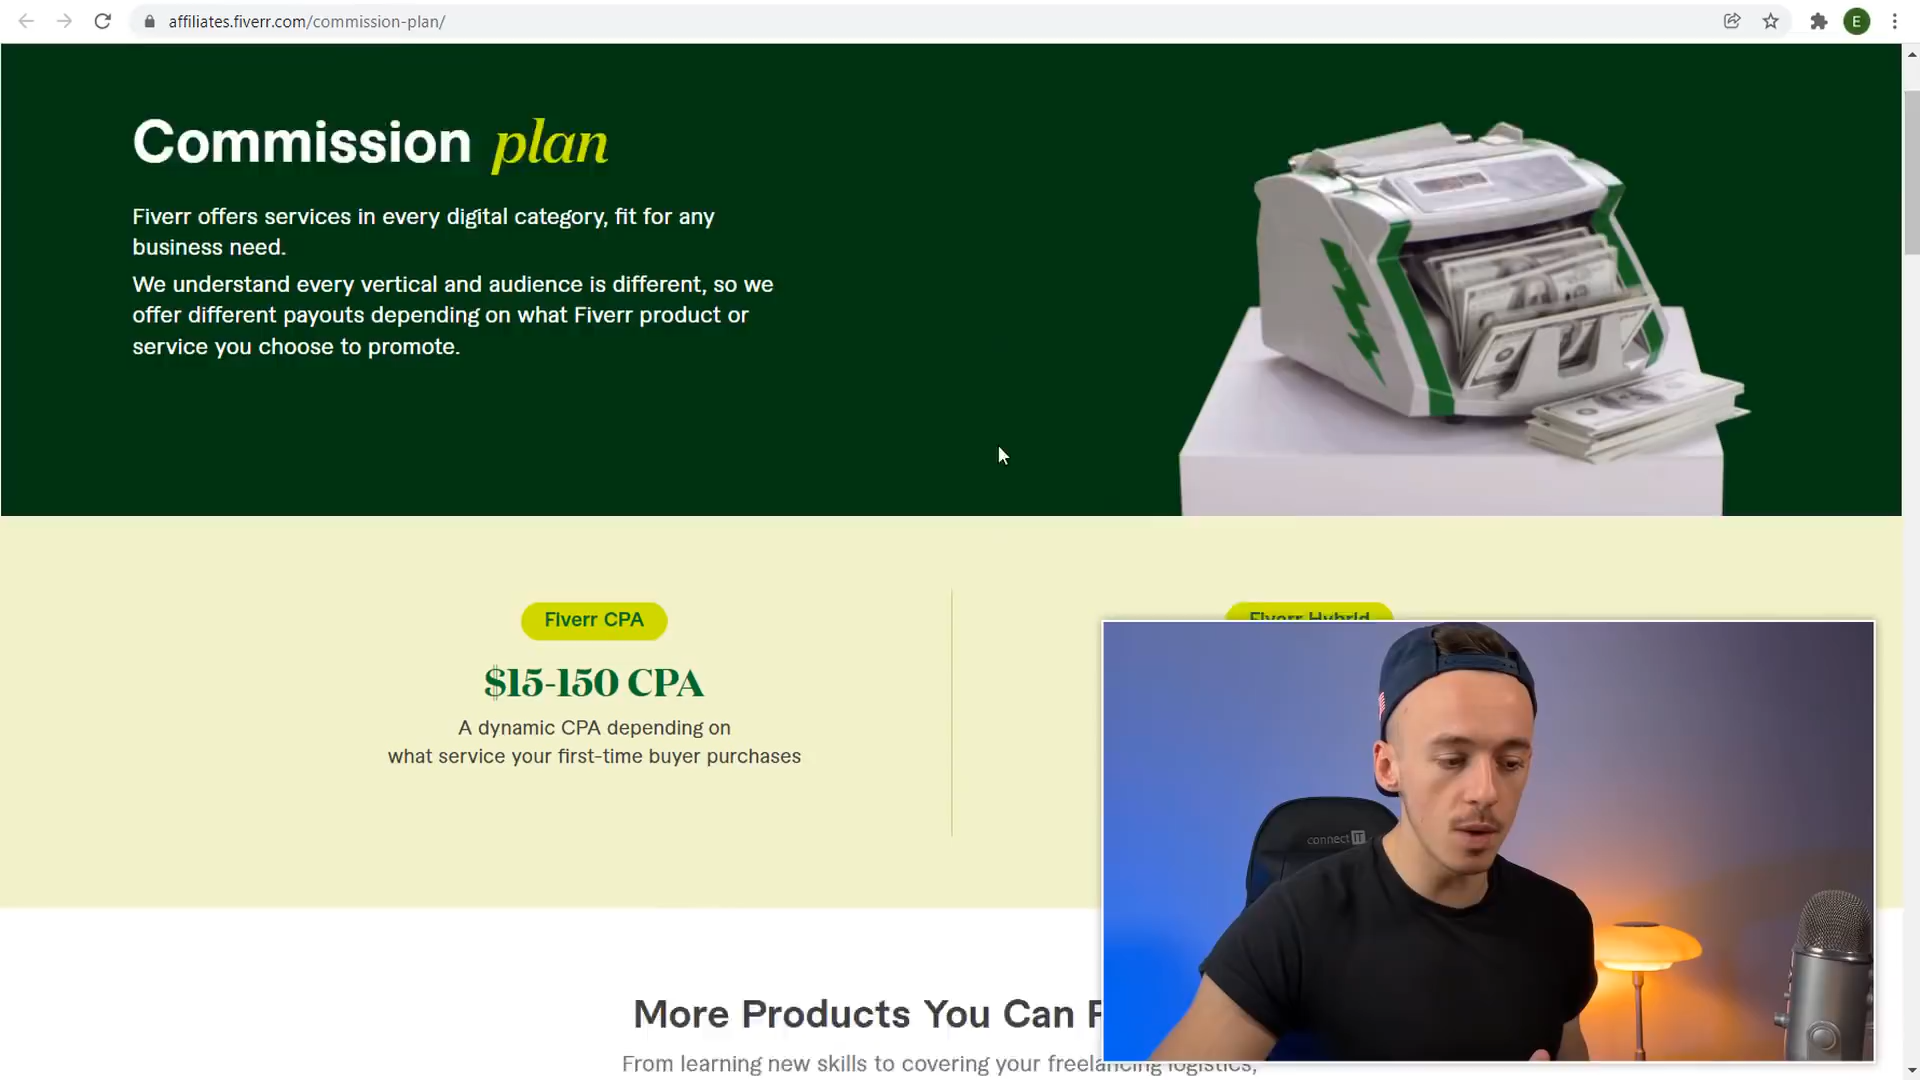 affiliates.fiverr.com/commission-plan/
E
Commission plan
Fiverr offers services in every digital category, fit for any
business need.
We understand every vertical and audience is different, so we
offer different payouts depending on what Fiverr product or
service you choose to promote.
Fiverr CPA
$15-150 CPA
A dynamic CPA depending on
what service your first-time buyer purchases
Fiverr Hybrid
connect IT
More Products You Can
From learning new skills to covering your freelancing logistics,